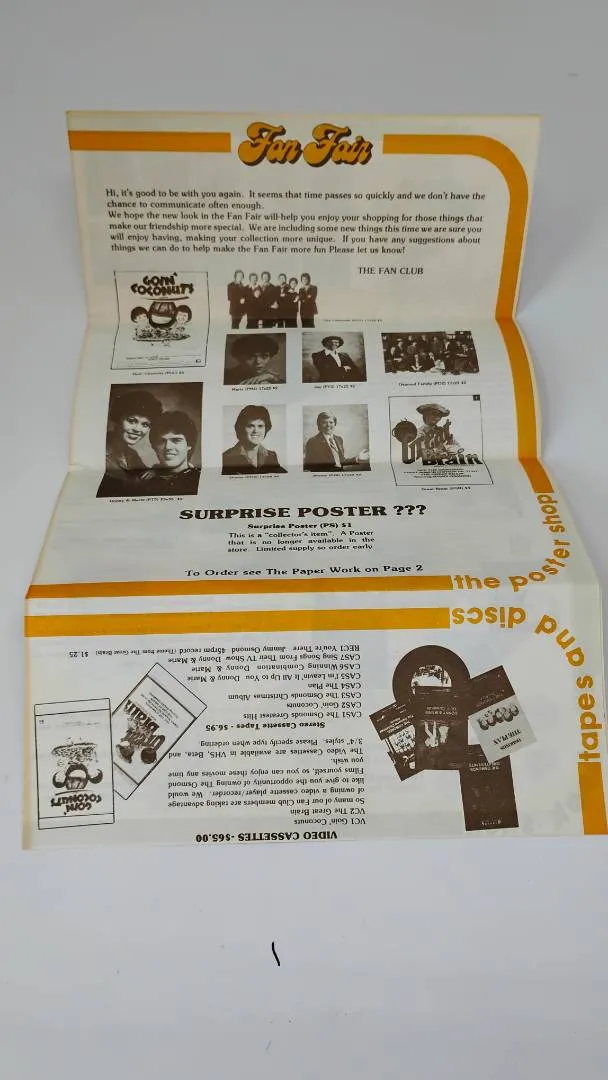 Fan Fair
Hi, it's good to be with you again. It seems that time passes so quickly and we don't have the
chance to communicate often enough.
We hope the new look in the Fan Fair will help you enjoy your shopping for those things that
make our friendship more special. We are including some new things this time we are sure you
will enjoy having, making your collection more unique. If you have any suggestions about
things we can do to help make the Fan Fair more fun Please let us know!
THE FAN CLUB
GOIN'
COCONUTS
Great
Brain
SURPRISE POSTER ???
Surprise Poster (PS) $1
This is a "collector's item". A Poster
that is no longer available in the
store. Limited supply so order early
To Order see The Paper Work on Page 2
the poster shop
tapes and discs
VIDEO CASSETTES - $65.00
VC1 Goin' Coconuts
VC2 The Great Brain
So many of our Fan Club members are taking advantage
of owning a video cassette player/recorder. We would
like to give you the opportunity of owning The Osmond
Films yourself, so you can enjoy these movies any time
you wish.
The Video Cassettes are available in VHS, Beta, and
3/4" styles. Please specify type when ordering
Stereo Cassette Tapes - $6.95
CAS1 The Osmonds Greatest Hits
CAS2 Goin' Coconuts
CAS3 The Osmonds Christmas Album
CAS4 The Plan
CAS5 I'm Leavin It All Up to You Donny & Marie
CAS6 Winning Combination Donny & Marie
CAS7 Sing Songs From Their TV Show Donny & Marie
REC1 You're There Jimmy Osmond 45rpm record (Theme from The Great Brain) $1.25
GOIN'
COCONUTS